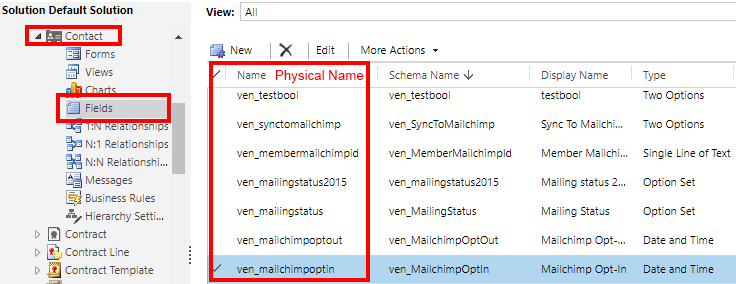 Solution Default Solution
View: All
Contact
Forms
Views
Charts
Fields
1:N Relationships
N:1 Relationships
N:N Relationshi...
Messages
Business Rules
Hierarchy Setti...
Contract
Contract Line
Contract Template
New Edit More Actions
Name Physical Name Schema Name Display Name Type
ven_testbool ven_testbool testbool Two Options
ven_synctomailchimp ven_SyncToMailchimp Sync To Mailchi... Two Options
ven_membermailchimpid ven_MemberMailchimpId Member Mailchi... Single Line of Text
ven_mailingstatus2015 ven_mailingstatus2015 Mailing status 2... Option Set
ven_mailingstatus ven_MailingStatus Mailing Status Option Set
ven_mailchimpoptout ven_MailchimpOptOut Mailchimp Opt-... Date and Time
ven_mailchimpoptin ven_MailchimpOptIn Mailchimp Opt-In Date and Time